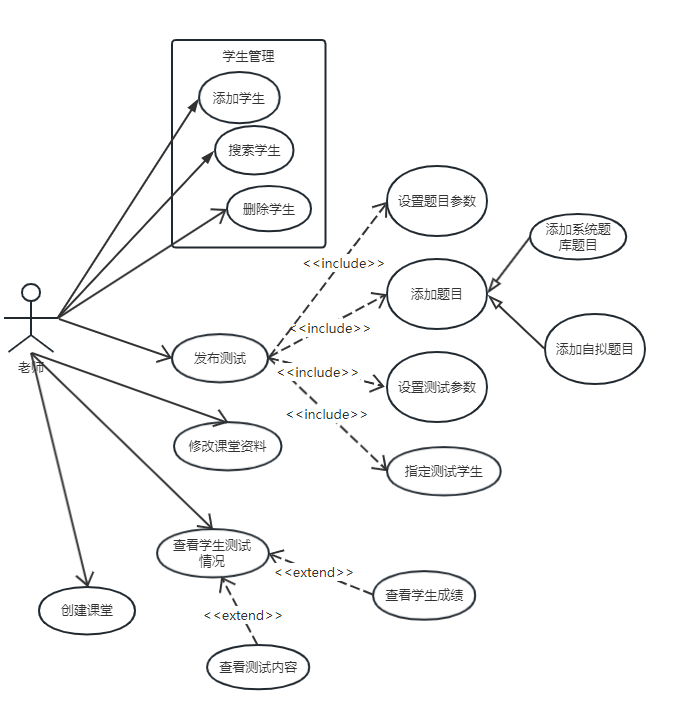 学生管理
添加学生
搜索学生
删除学生
设置题目参数
添加系统题
库题目
<<include>>
添加题目
<<include>>
添加自拟题目
发布测试
老师
<<include>>
设置测试参数
<<include>>
修改课堂资料
指定测试学生
查看学生测试
情况
<<extend>>
查看学生成绩
创建课堂
<<extend>>
查看测试内容